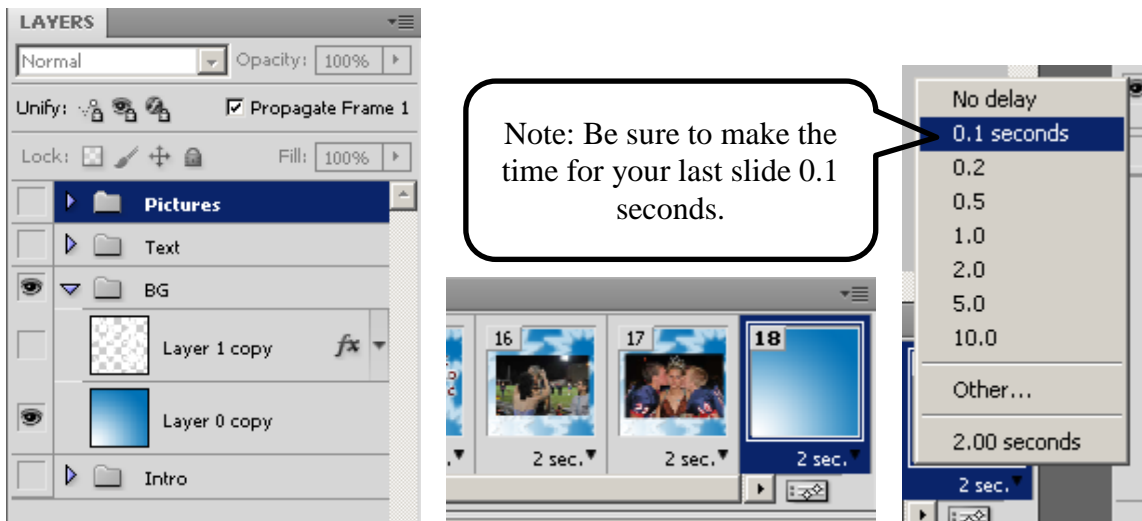 LAYERS
Normal Opacity: 100%
Unify: Propagate Frame 1
Lock: Fill: 100%
Pictures
Text
BG
Layer 1 copy fx
Layer 0 copy
Intro
Note: Be sure to make the
time for your last slide 0.1
seconds.
16 17 18
2 sec. 2 sec. 2 sec.
No delay
0.1 seconds
0.2
0.5
1.0
2.0
5.0
10.0
Other...
2.00 seconds
2 sec.